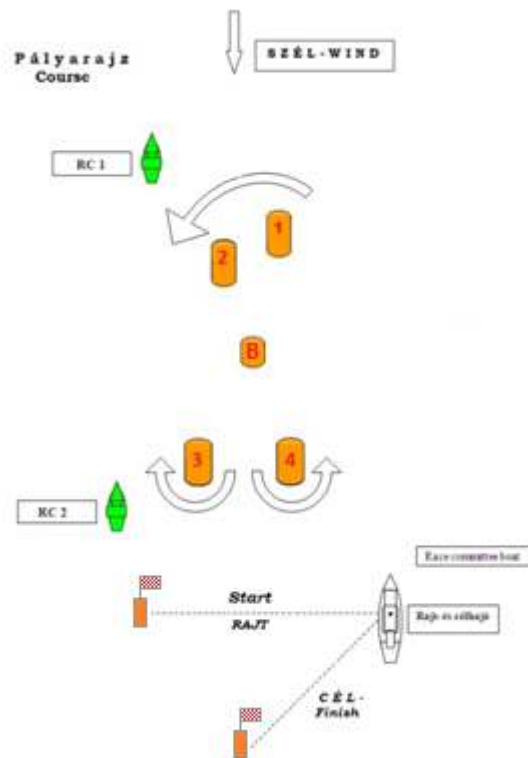 SZÉL-WIND
Pályarajz
Course
RC 1
1
2
B
3
4
RC 2
Race committee boat
Start
RAJT
Rajt és célhajó
CÉL-
Finish